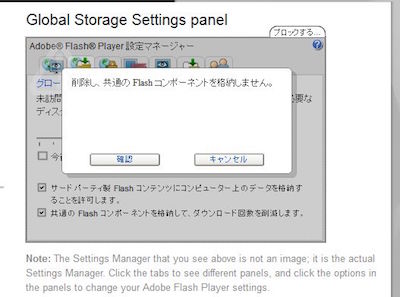 Global Storage Settings panel
ブロックする...
Adobe® Flash® Player 設定マネージャー
グロー
削除し、共通の Flash コンポーネントを格納しません。
未訪問
必要な
ディス
今
確認
キャンセル
サードパーティ製 Flash コンテンツにコンピューター上のデータを格納す
ることを許可します。
共通の Flash コンポーネントを格納して、ダウンロード回数を削減します。
Note: The Settings Manager that you see above is not an image; it is the actual
Settings Manager. Click the tabs to see different panels, and click the options in
the panels to change your Adobe Flash Player settings.